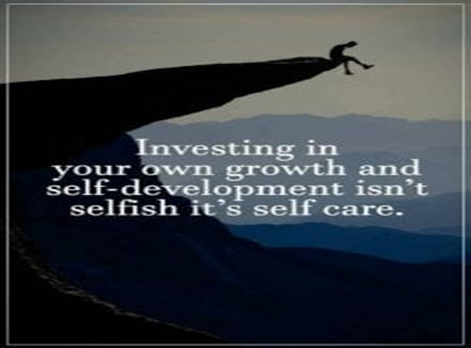 Investing in
your own growth and
self-development isn't
selfish it's self care.